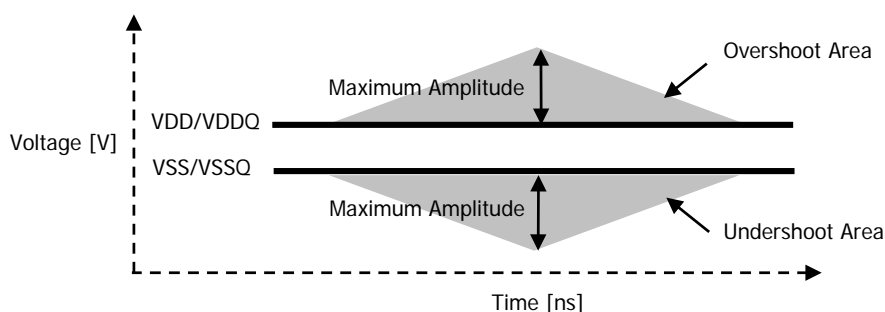 Overshoot Area
Maximum Amplitude
VDD/VDDQ
Voltage [V]
VSS/VSSQ
Maximum Amplitude
Undershoot Area
Time [ns]